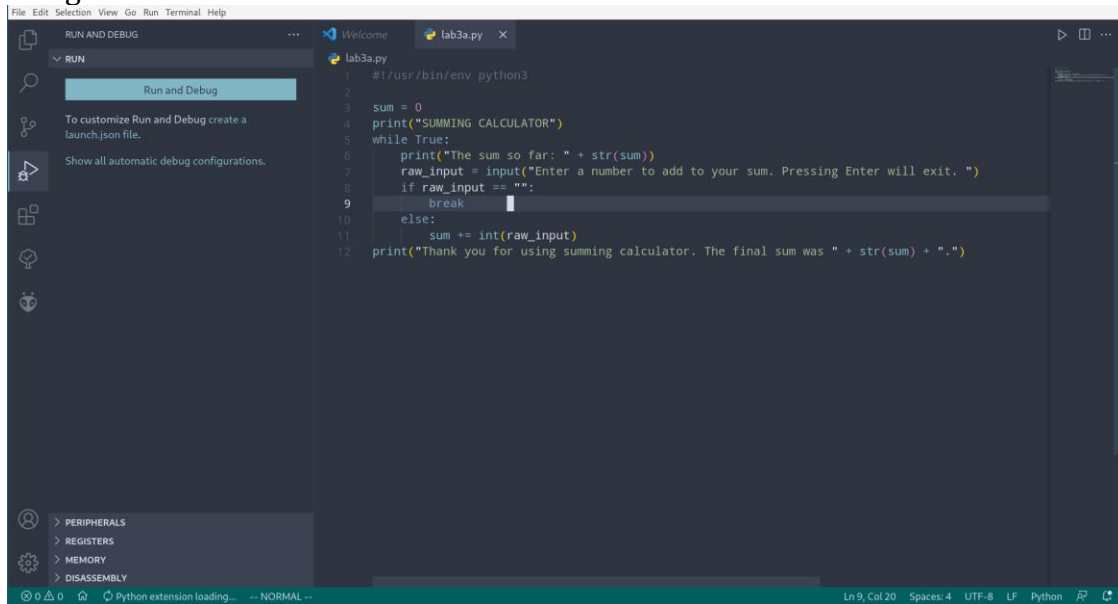 File Edit Selection View Go Run Terminal Help
RUN AND DEBUG ···
Welcome
lab3a.py
RUN
lab3a.py
Run and Debug
To customize Run and Debug create a
launch.json file.
Show all automatic debug configurations.
1 #!/usr/bin/env python3
2
3 sum = 0
4 print("SUMMING CALCULATOR")
5 while True:
6     print("The sum so far: " + str(sum))
7     raw_input = input("Enter a number to add to your sum. Pressing Enter will exit. ")
8     if raw_input == "":
9         break
10     else:
11         sum += int(raw_input)
12 print("Thank you for using summing calculator. The final sum was " + str(sum) + ".")
PERIPHERALS
REGISTERS
MEMORY
DISASSEMBLY
0 0 Python extension loading... -- NORMAL -- Ln 9, Col 20 Spaces: 4 UTF-8 LF Python